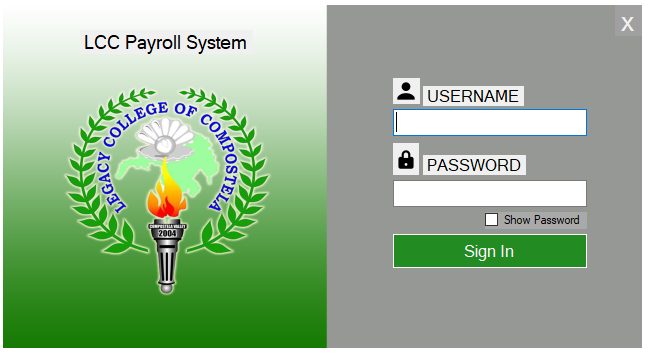 LCC Payroll System
LEGACY COLLEGE OF COMPOSTELA
COMPOSTELA VALLEY
2004
X
USERNAME
PASSWORD
Show Password
Sign In